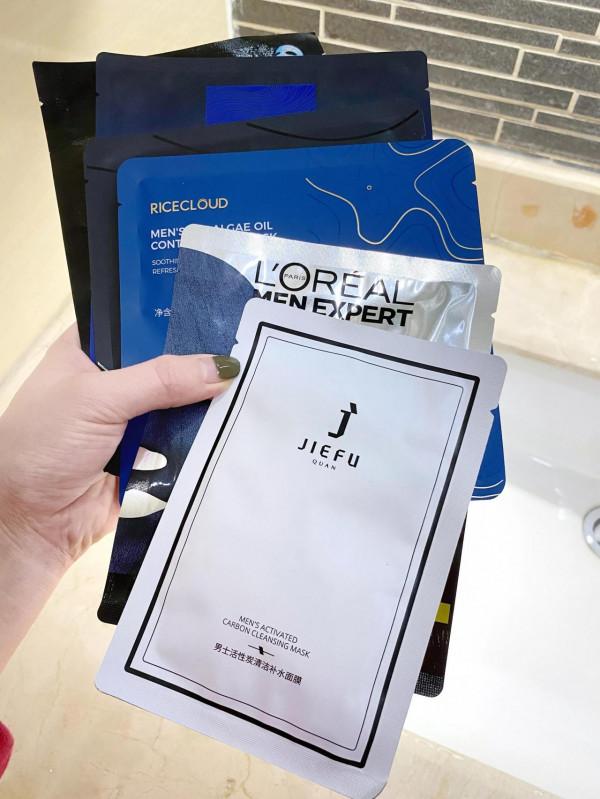 RICECLOUD
MEN'S ALGAE OIL
CONT
SOOTHIN
REFRES
净含
L'ORÉAL
PARIS
MEN EXPERT
J
JIEFU
QUAN
MEN'S ACTIVATED
CARBON CLEANSING MASK
男士活性炭清洁补水面膜